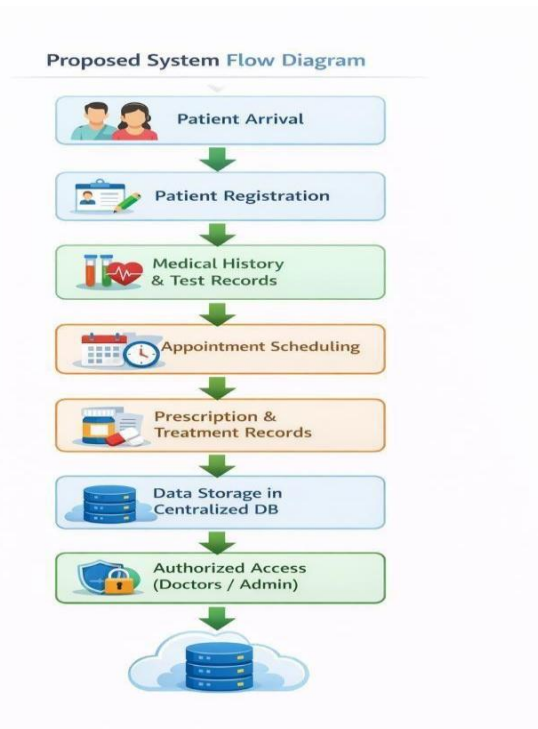 Proposed System Flow Diagram
Patient Arrival
Patient Registration
Medical History
& Test Records
Appointment Scheduling
Prescription &
Treatment Records
Data Storage in
Centralized DB
Authorized Access
(Doctors / Admin)